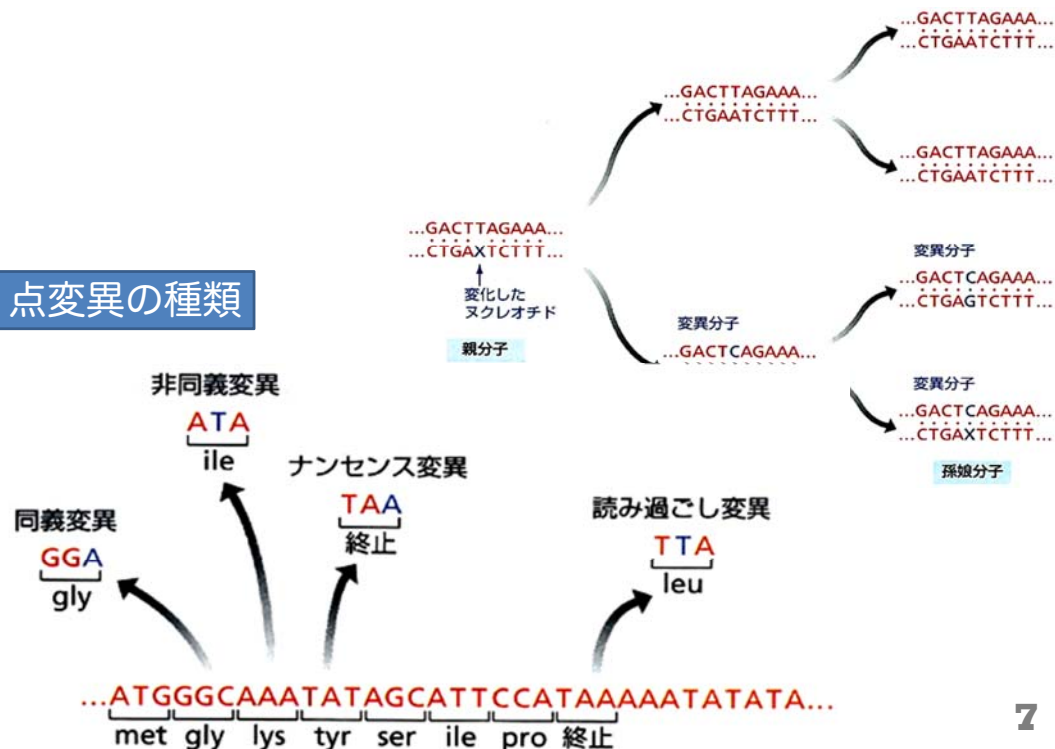 ...GACTTAGAAA...
...CTGAATCTTT...
...GACTTAGAAA...
...CTGAATCTTT...
...GACTTAGAAA...
...CTGAATCTTT...
...GACTTAGAAA...
...CTGAXTCTTT...
変化した
ヌクレオチド
親分子
変異分子
...GACTCAGAAA...
変異分子
...GACTCAGAAA...
...CTGAGTCTTT...
変異分子
...GACTCAGAAA...
...CTGAXTCTTT...
孫娘分子
点変異の種類
非同義変異
ATA
ile
ナンセンス変異
TAA
終止
同義変異
GGA
gly
読み過ごし変異
TTA
leu
...ATGGGCAAATATAGCATTCCATAAAAATATATA...
met gly lys tyr ser ile pro 終止
7